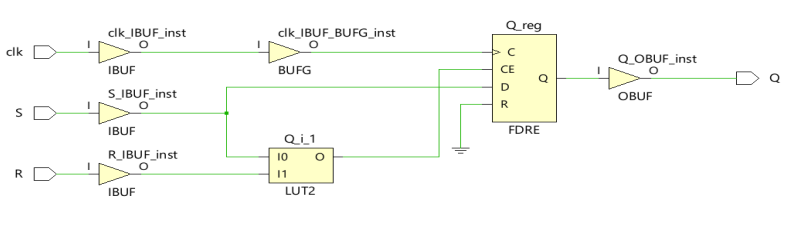 clk_IBUF_inst
clk_IBUF_BUFG_inst
Q_reg
clk
I
O
I
O
C
IBUF
BUFG
CE
Q_OBUF_inst
S_IBUF_inst
D
Q
I
O
Q
S
I
O
R
OBUF
IBUF
FDRE
Q_i_1
R_IBUF_inst
I0
O
R
I
O
I1
IBUF
LUT2